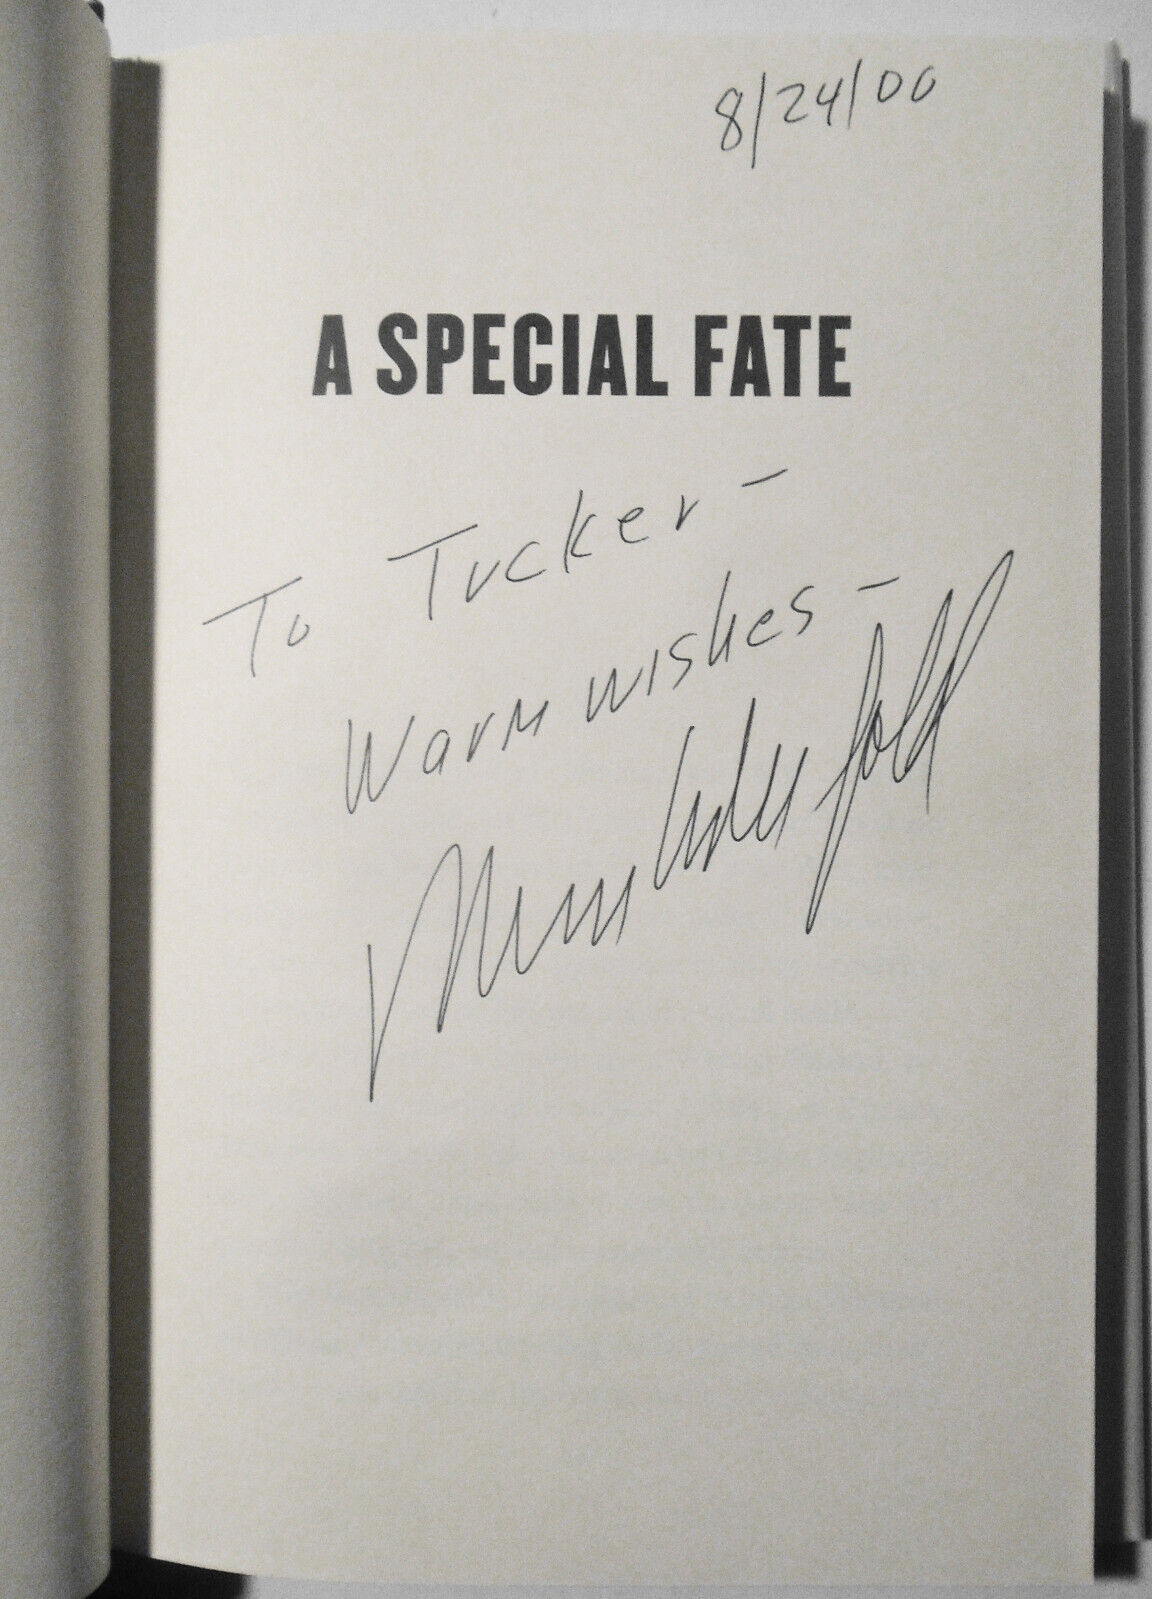 8/24/00
A SPECIAL FATE
To Tucker -
Warm wishes -